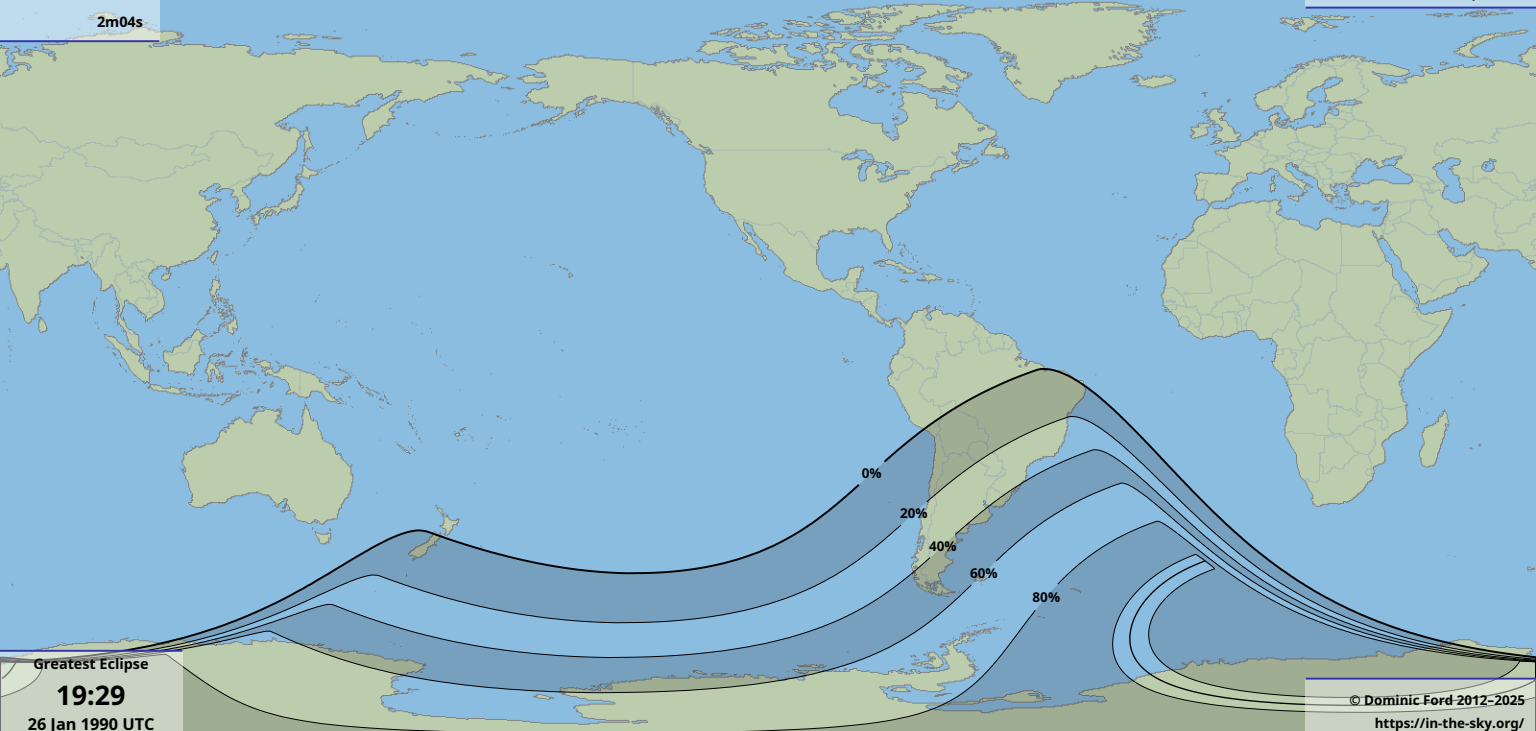 2m04s
0%
20%
40%
60%
80%
Greatest Eclipse
19:29
26 Jan 1990 UTC
© Dominic Ford 2012–2025
https://in-the-sky.org/